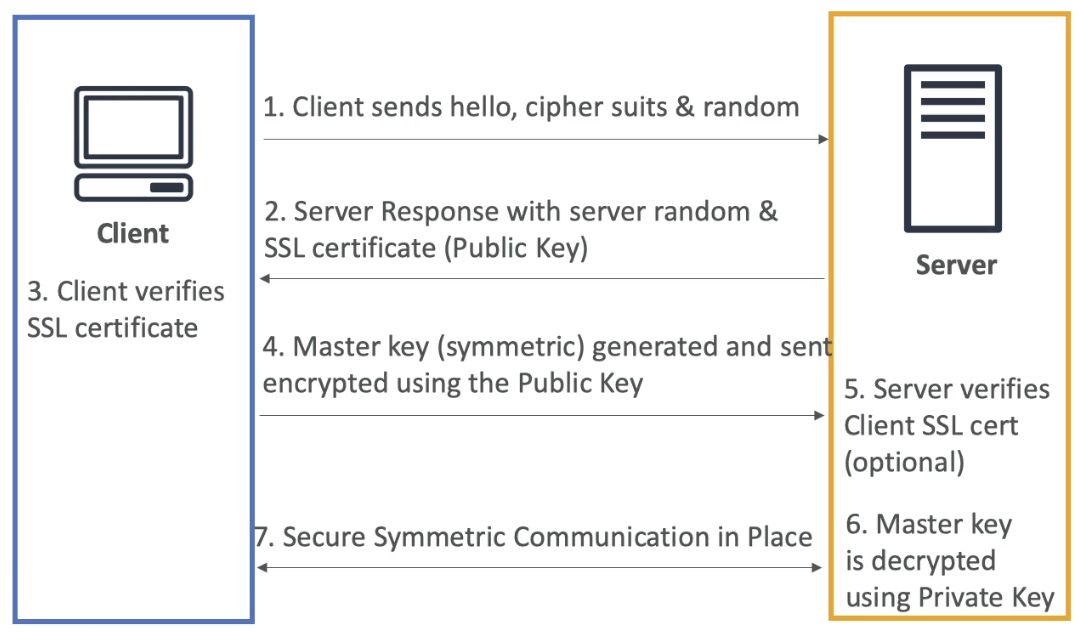 1. Client sends hello, cipher suits & random
2. Server Response with server random &
SSL certificate (Public Key)
Client
Server
3. Client verifies
SSL certificate
4. Master key (symmetric) generated and sent
encrypted using the Public Key
5. Server verifies
Client SSL cert
(optional)
6. Master key
is decrypted
using Private Key
7. Secure Symmetric Communication in Place